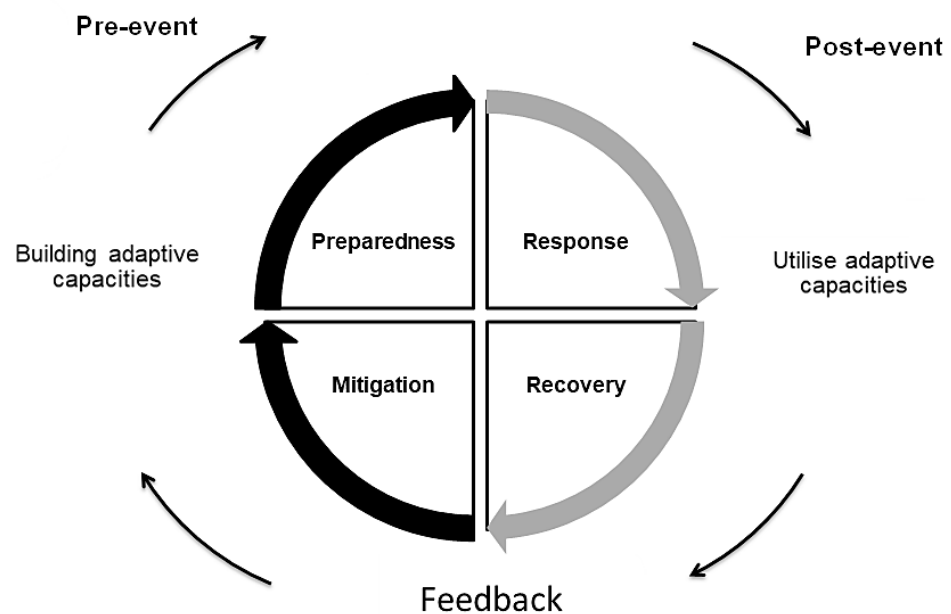 Pre-event
Post-event
Preparedness
Response
Building adaptive
capacities
Utilise adaptive
capacities
Mitigation
Recovery
Feedback